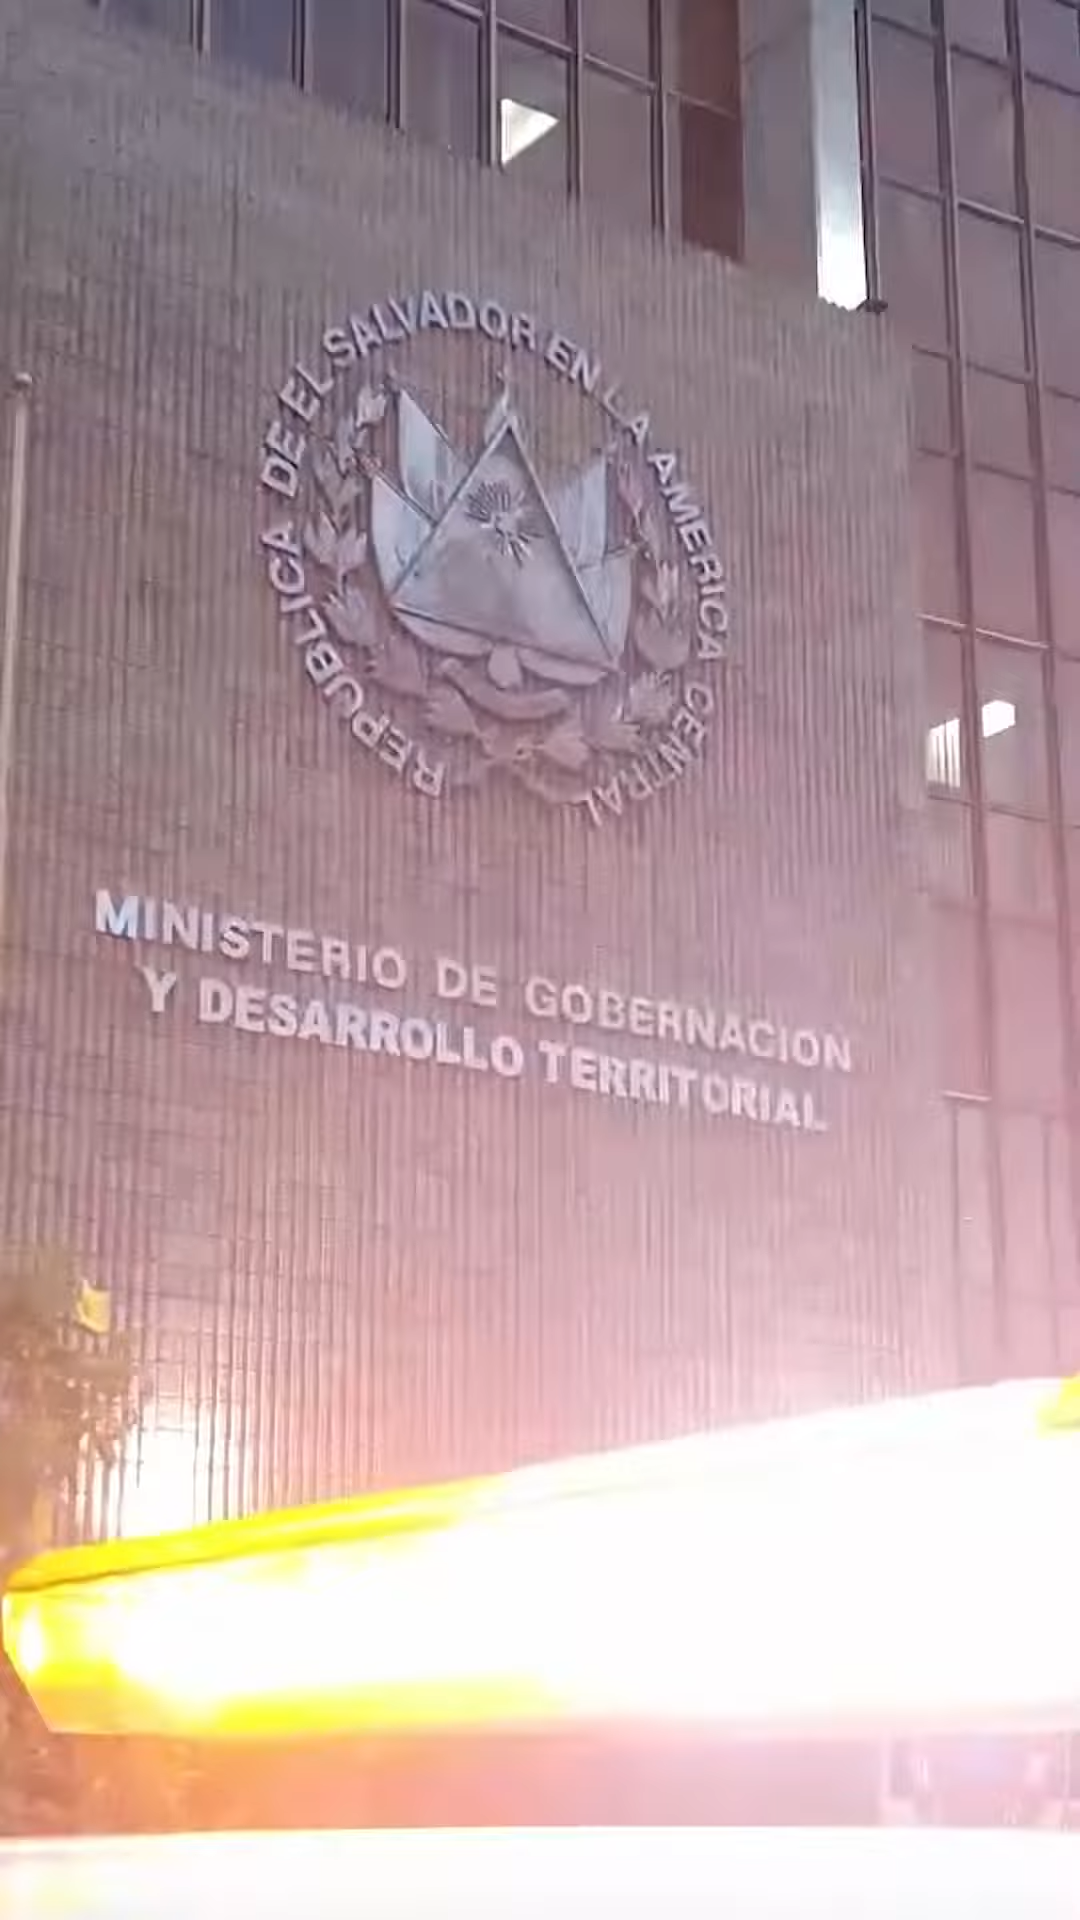 REPUBLICA DE EL SALVADOR EN LA AMERICA CENTRAL
MINISTERIO DE GOBERNACION
Y DESARROLLO TERRITORIAL